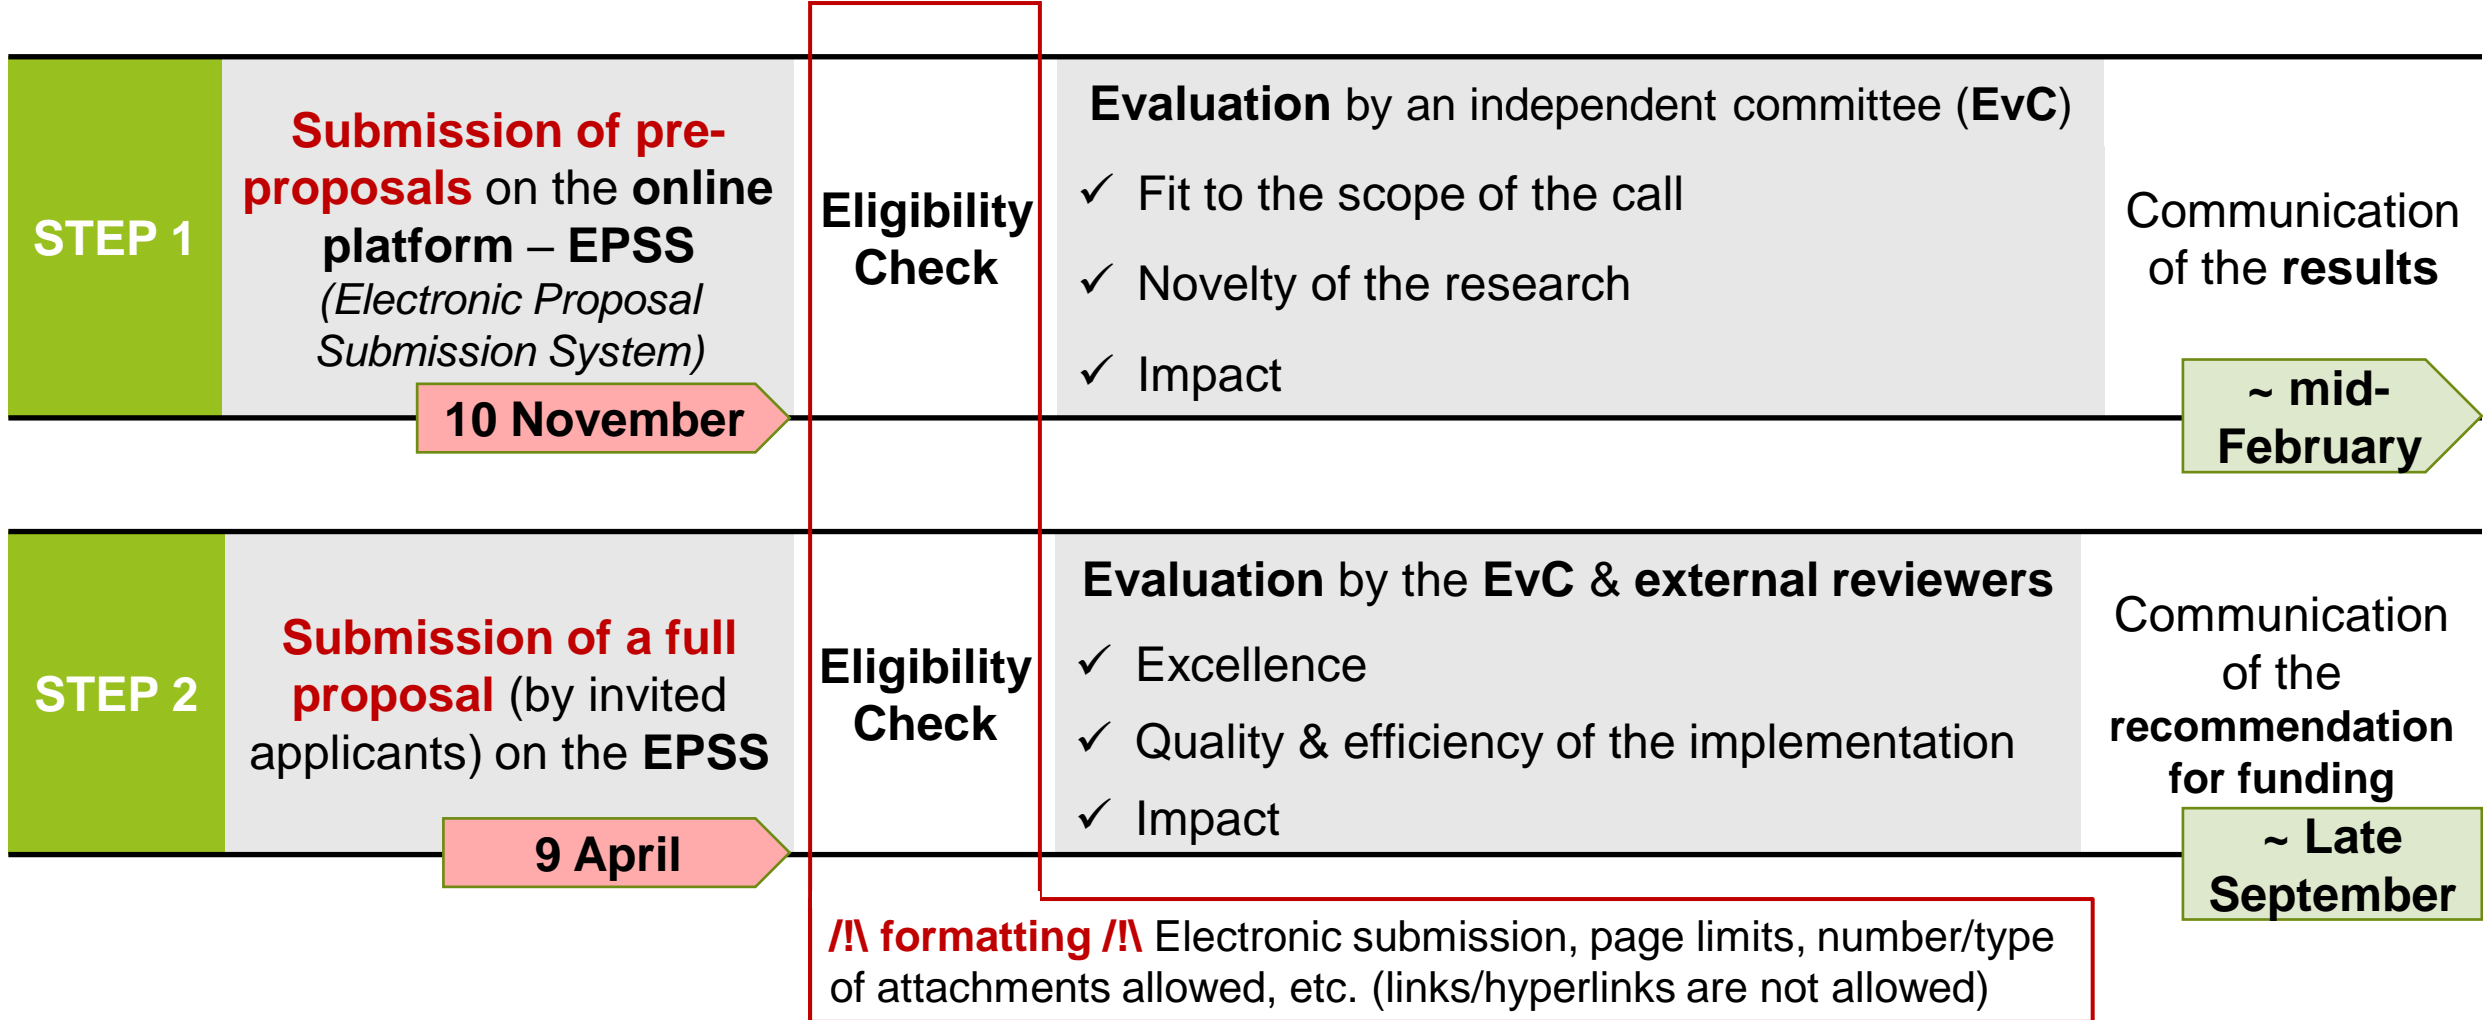 STEP 1
Submission of pre-
proposals on the online
platform – EPSS
(Electronic Proposal
Submission System)
10 November
Eligibility
Check
Evaluation by an independent committee (EvC)
✓ Fit to the scope of the call
✓ Novelty of the research
✓ Impact
Communication
of the results
~ mid-
February
STEP 2
Submission of a full
proposal (by invited
applicants) on the EPSS
9 April
Eligibility
Check
Evaluation by the EvC & external reviewers
✓ Excellence
✓ Quality & efficiency of the implementation
✓ Impact
Communication
of the
recommendation
for funding
~ Late
September
/!\ formatting /!\ Electronic submission, page limits, number/type
of attachments allowed, etc. (links/hyperlinks are not allowed)